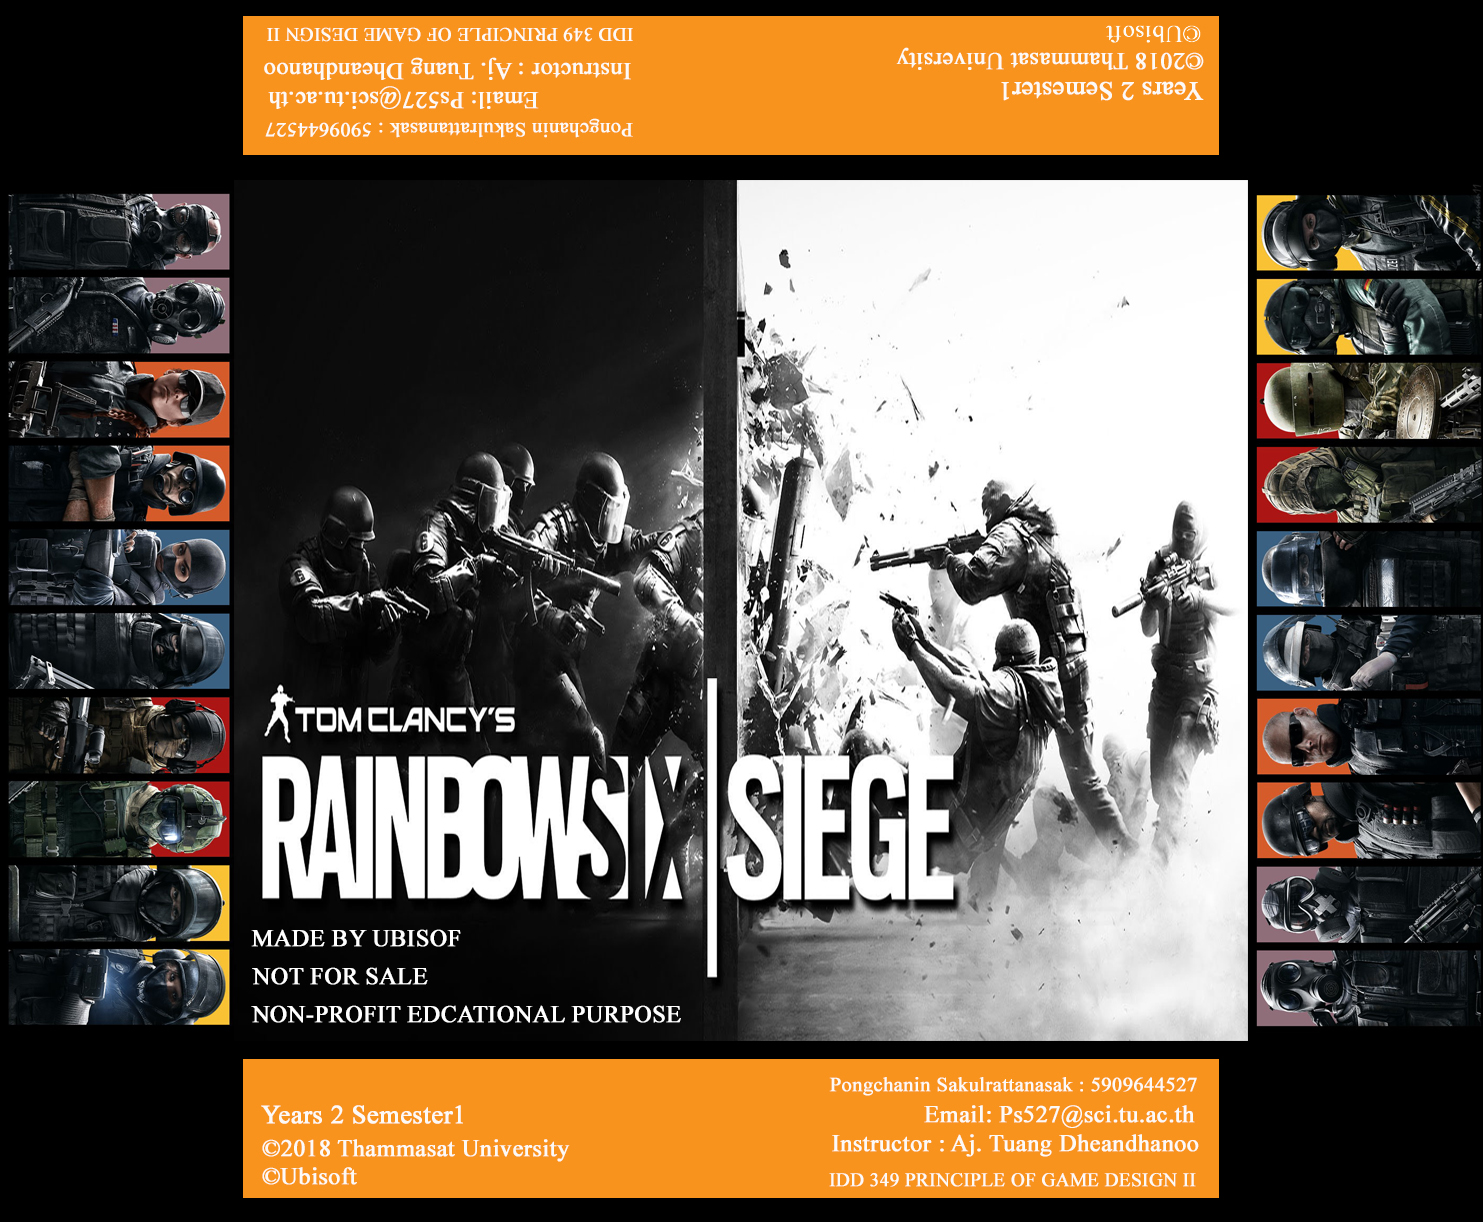 IDD 349 PRINCIPLE OF GAME DESIGN II
Instructor : Aj. Tuang Dheandhanoo
Email: Ps527@sci.tu.ac.th
Pongchanin Sakulrattanasak : 5909644527
©Ubisoft
©2018 Thammasat University
Years 2 Semester1
TOM CLANCY'S
RAINBOWSIX | SIEGE
MADE BY UBISOF
NOT FOR SALE
NON-PROFIT EDCATIONAL PURPOSE
Years 2 Semester1
©2018 Thammasat University
©Ubisoft
Pongchanin Sakulrattanasak : 5909644527
Email: Ps527@sci.tu.ac.th
Instructor : Aj. Tuang Dheandhanoo
IDD 349 PRINCIPLE OF GAME DESIGN II